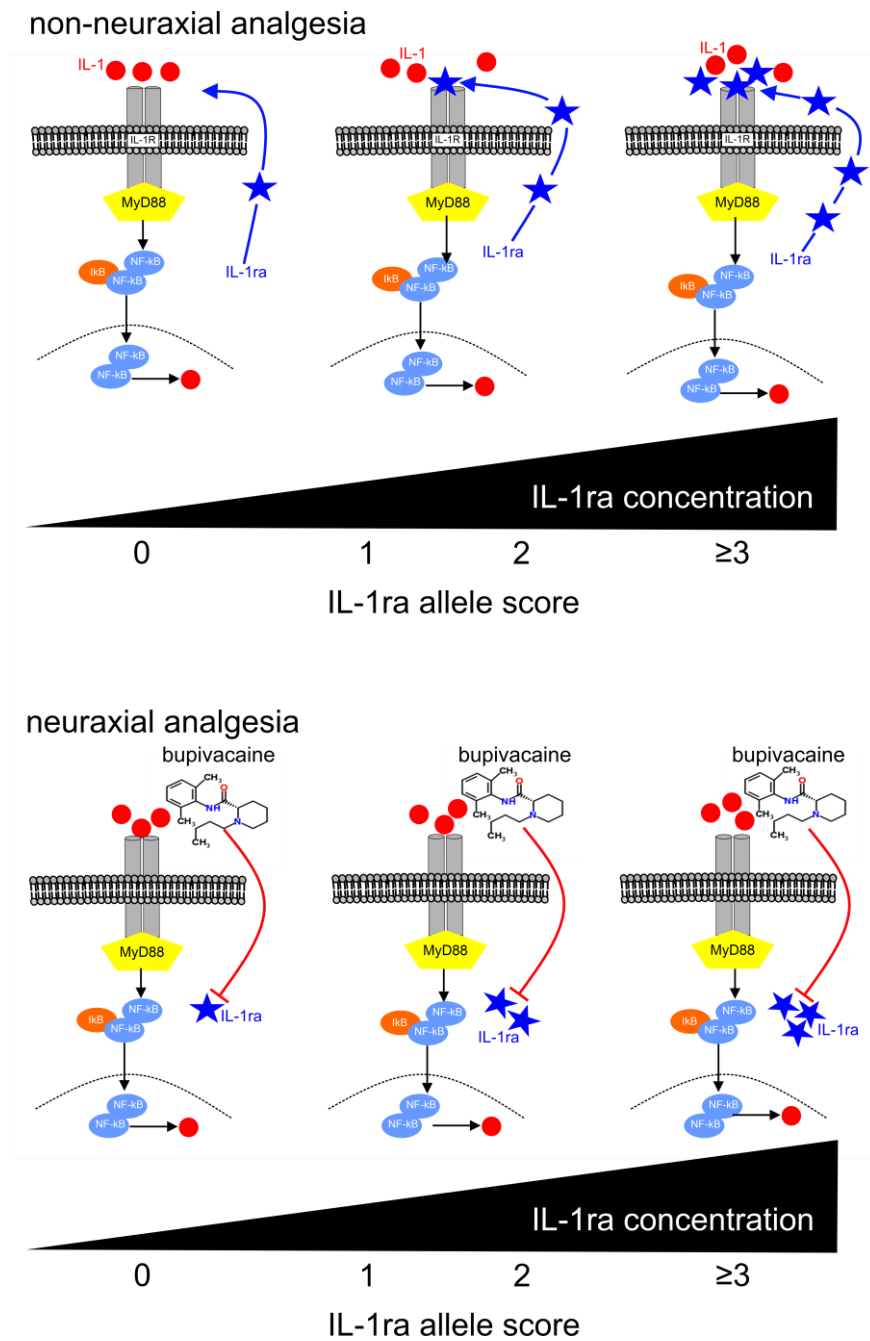 non-neuraxial analgesia
IL-1
IL-1R
MyD88
NF-kB
IkB
NF-kB
IL-1ra
NF-kB
NF-kB
IL-1
IL-1R
MyD88
NF-kB
IkB
NF-kB
IL-1ra
NF-kB
NF-kB
IL-1
IL-1R
MyD88
NF-kB
IkB
NF-kB
IL-1ra
NF-kB
NF-kB
IL-1ra concentration
0 1 2 ≥3
IL-1ra allele score
neuraxial analgesia
bupivacaine
CH₃
O
NH
N
CH₃
CH₃
MyD88
NF-kB
IkB
NF-kB
IL-1ra
NF-kB
NF-kB
bupivacaine
CH₃
O
NH
N
CH₃
CH₃
MyD88
NF-kB
IkB
NF-kB
IL-1ra
NF-kB
NF-kB
bupivacaine
CH₃
O
NH
N
CH₃
CH₃
MyD88
NF-kB
IkB
NF-kB
IL-1ra
NF-kB
NF-kB
IL-1ra concentration
0 1 2 ≥3
IL-1ra allele score